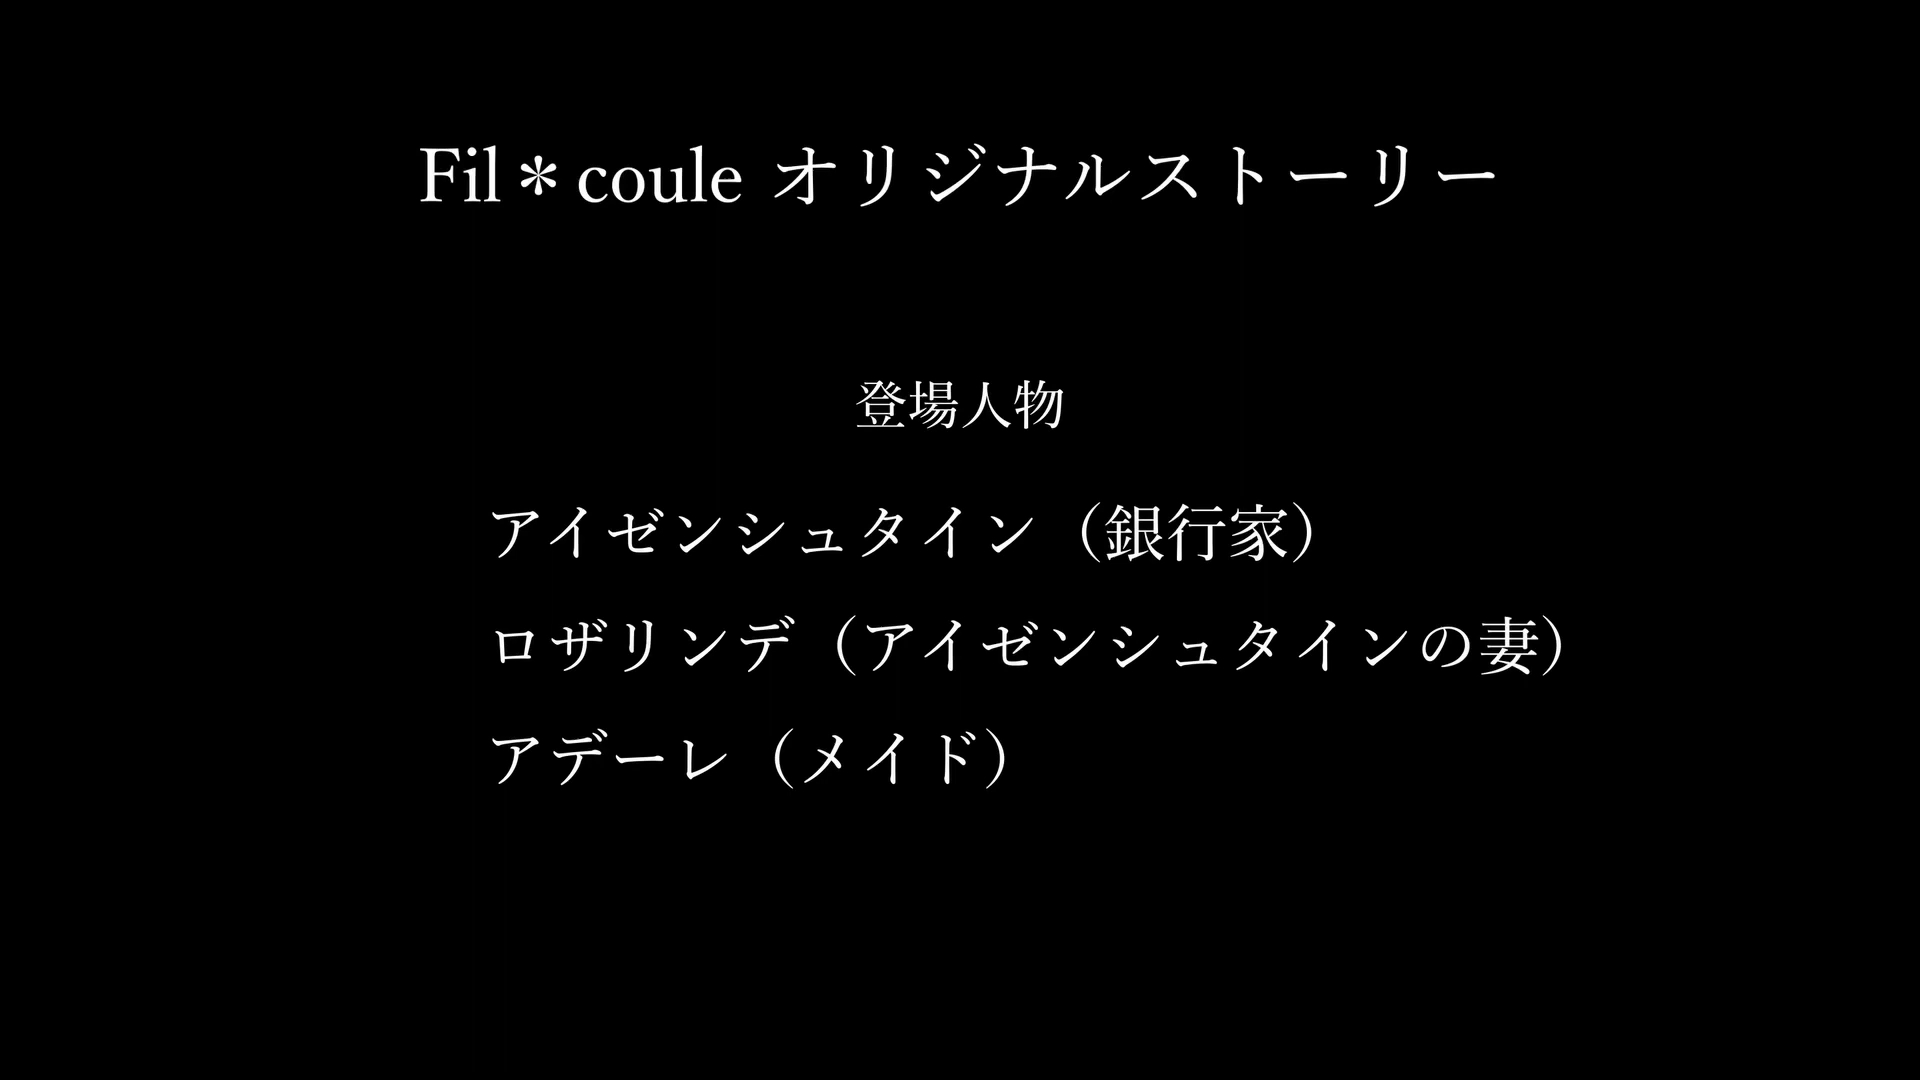 Fil＊coule オリジナルストーリー
登場人物
アイゼンシュタイン（銀行家）
ロザリンデ（アイゼンシュタインの妻）
アデーレ（メイド）